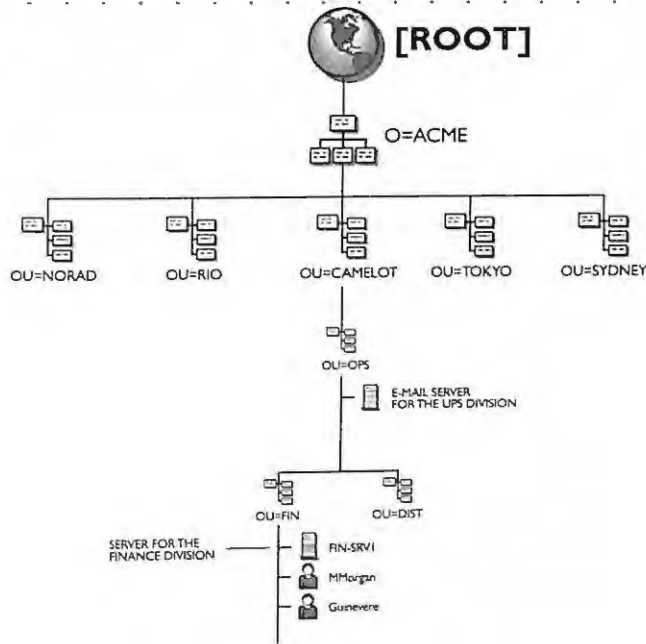 [ROOT]
O=ACME
OU=NORAD
OU=RIO
OU=CAMELOT
OU=TOKYO
OU=SYDNEY
OU=OPS
E-MAIL SERVER
FOR THE UPS DIVISION
OU=FIN
OU=DIST
SERVER FOR THE
FINANCE DIVISION
FIN-SRV1
MMorgan
Guinevere